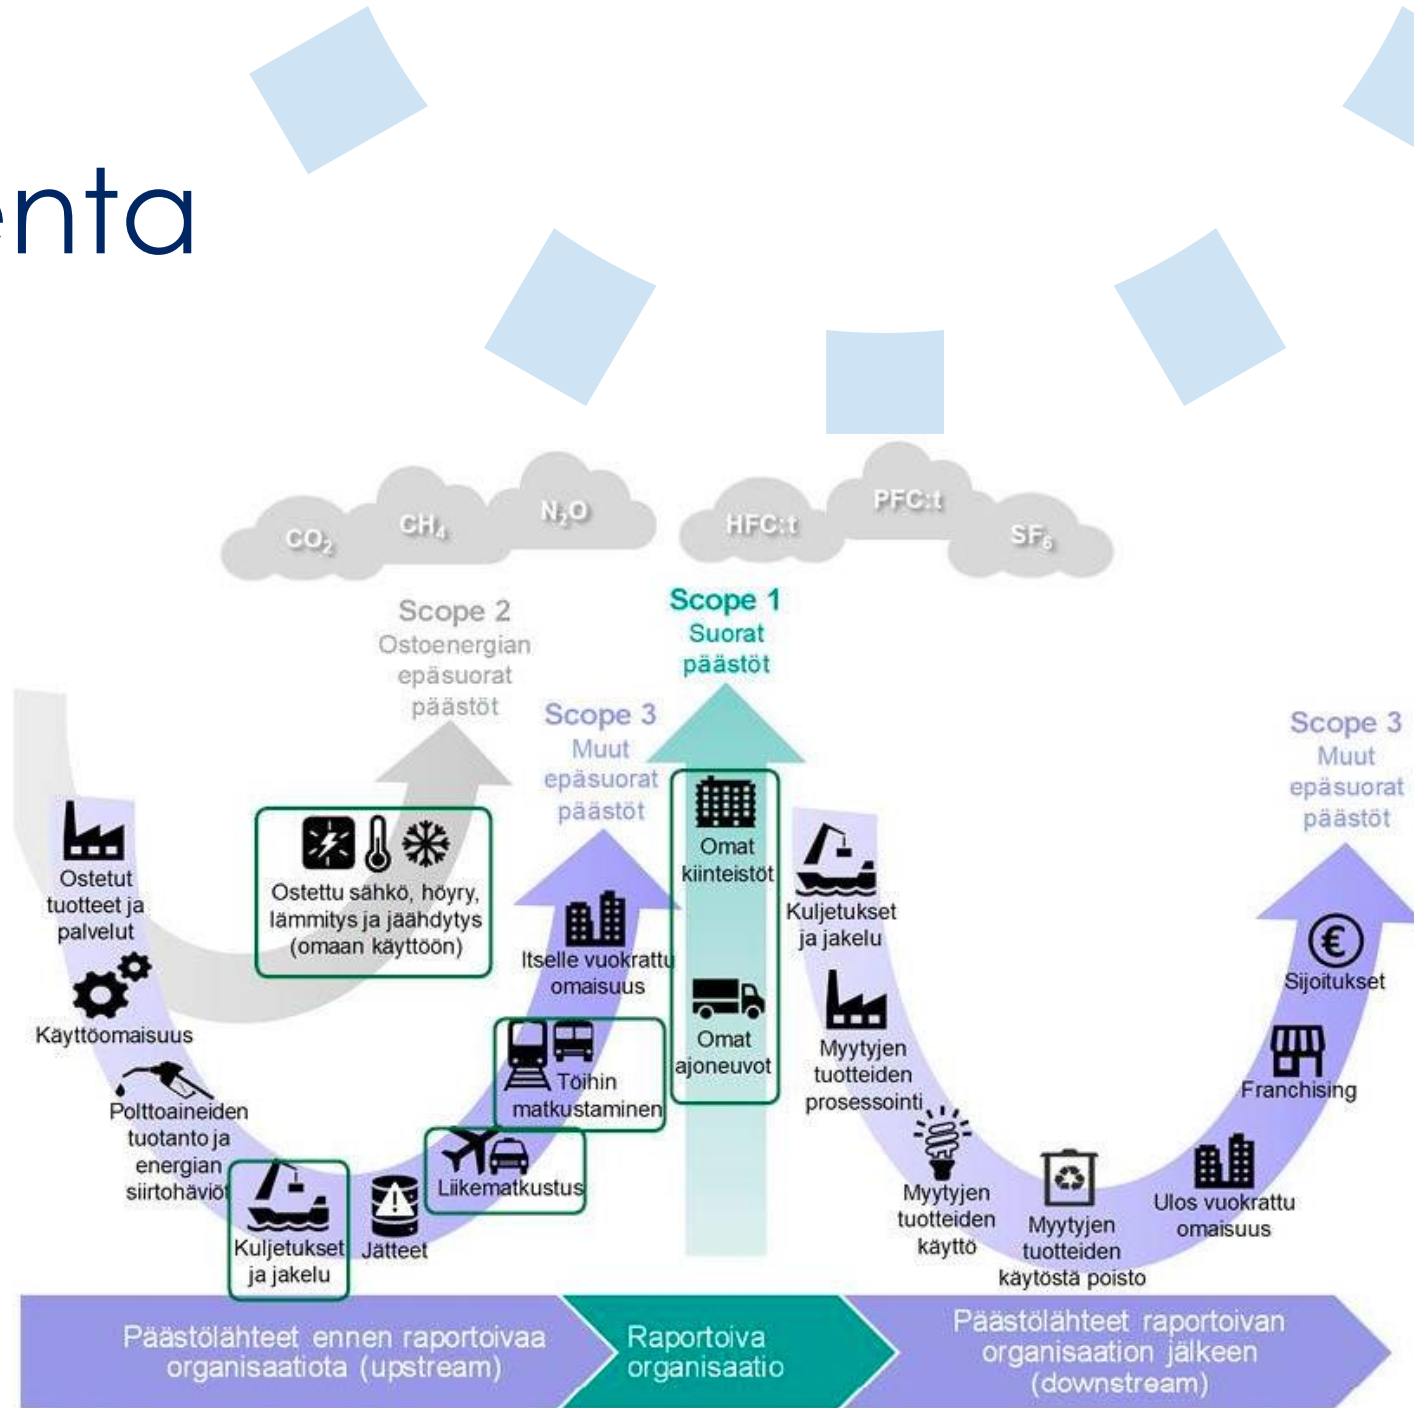 enta
CO₂
CH₄
N₂O
HFC:t
PFC:t
SF₆
Scope 2
Ostoenergian
epäsuorat
päästöt
Scope 1
Suorat
päästöt
Scope 3
Muut
epäsuorat
päästöt
Scope 3
Muut
epäsuorat
päästöt
Ostetut
tuotteet ja
palvelut
Käyttöomaisuus
Polttoaineiden
tuotanto ja
energian
siirtohäviöt
Kuljetukset
ja jakelu
Jätteet
Liikematkustus
Töihin
matkustaminen
Itselle vuokrattu
omaisuus
Ostettu sähkö, höyry,
lämmitys ja jäähdytys
(omaan käyttöön)
Omat
kiinteistöt
Omat
ajoneuvot
Kuljetukset
ja jakelu
Myytyjen
tuotteiden
prosessointi
Myytyjen
tuotteiden
käyttö
Myytyjen
tuotteiden
käytöstä poisto
Ulos vuokrattu
omaisuus
Franchising
Sijoitukset
Päästölähteet ennen raportoivaa
organisaatiota (upstream)
Raportoiva
organisaatio
Päästölähteet raportoivan
organisaation jälkeen
(downstream)